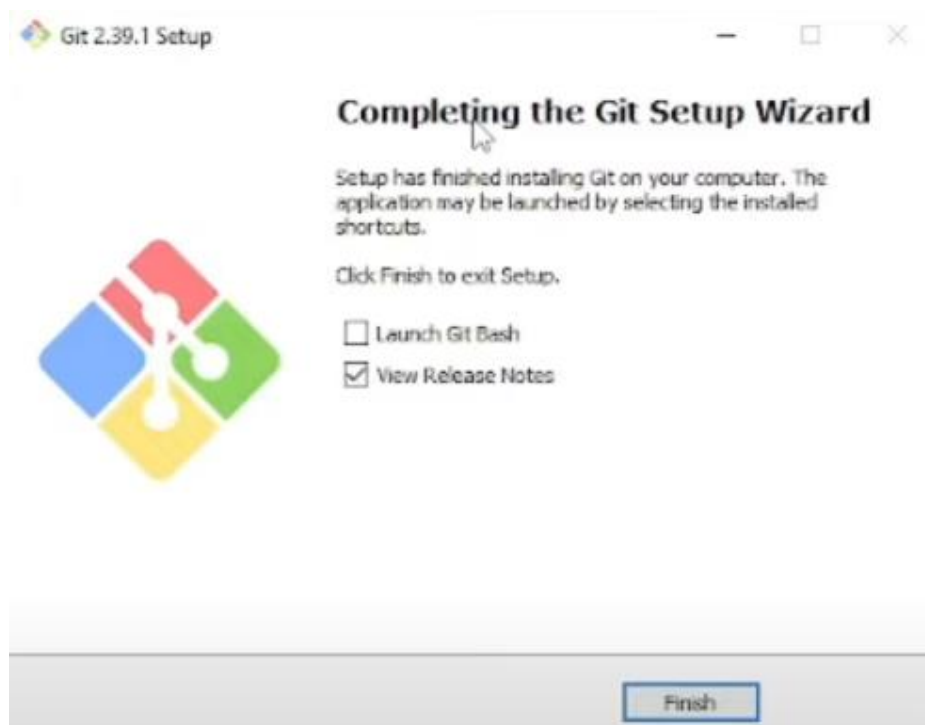 Git 2.39.1 Setup
Completing the Git Setup Wizard
Setup has finished installing Git on your computer. The
application may be launched by selecting the installed
shortcuts.
Click Finish to exit Setup.
Launch Git Bash
View Release Notes
Finish